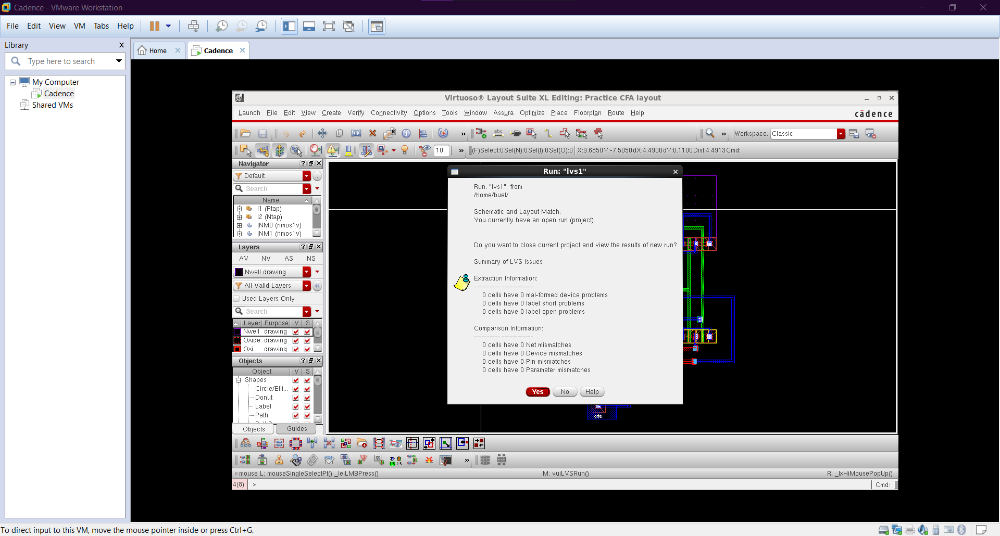 Cadence - VMware Workstation
File Edit View VM Tabs Help
Library
Type here to search
My Computer
Cadence
Shared VMs
Home
Cadence
Virtuoso® Layout Suite XL Editing: Practice CFA layout
Launch File Edit View Create Verify Connectivity Options Tools Window Assura Optimize Place Floorplan Route Help
cādence
Workspace: Classic
10
(F)Select:0 Sel(N):0 Sel(I):0 Sel(O):0 X:9.6850 Y:-7.5050 dX:4.4900 dY:0.1100 Dist:4.4913 Cmd:
Navigator
Default
Search
Name
I1 (Ptap)
I2 (Ntap)
|NM0 (nmos1v)
|NM1 (nmos1v)
Layers
AV NV AS NS
Nwell drawing
All Valid Layers
Used Layers Only
Search
Layer Purpose V S
Nwell drawing
Oxide drawing
Oxi... drawing
Objects
Object V S
Shapes
Circle/Elli...
Donut
Label
Path
Objects Guides
Run: "lvs1"
Run: "lvs1" from
/home/buet/
Schematic and Layout Match.
You currently have an open run (project).
Do you want to close current project and view the results of new run?
Summary of LVS Issues
Extraction Information:
---------- ------------
0 cells have 0 mal-formed device problems
0 cells have 0 label short problems
0 cells have 0 label open problems
Comparison Information:
---------- ------------
0 cells have 0 Net mismatches
0 cells have 0 Device mismatches
0 cells have 0 Pin mismatches
0 cells have 0 Parameter mismatches
Yes No Help
mouse L: mouseSingleSelectPt() _leiLMBPress()
M: vuiLVSRun()
R: _lxHiMousePopUp()
4(8) >
Cmd:
To direct input to this VM, move the mouse pointer inside or press Ctrl+G.